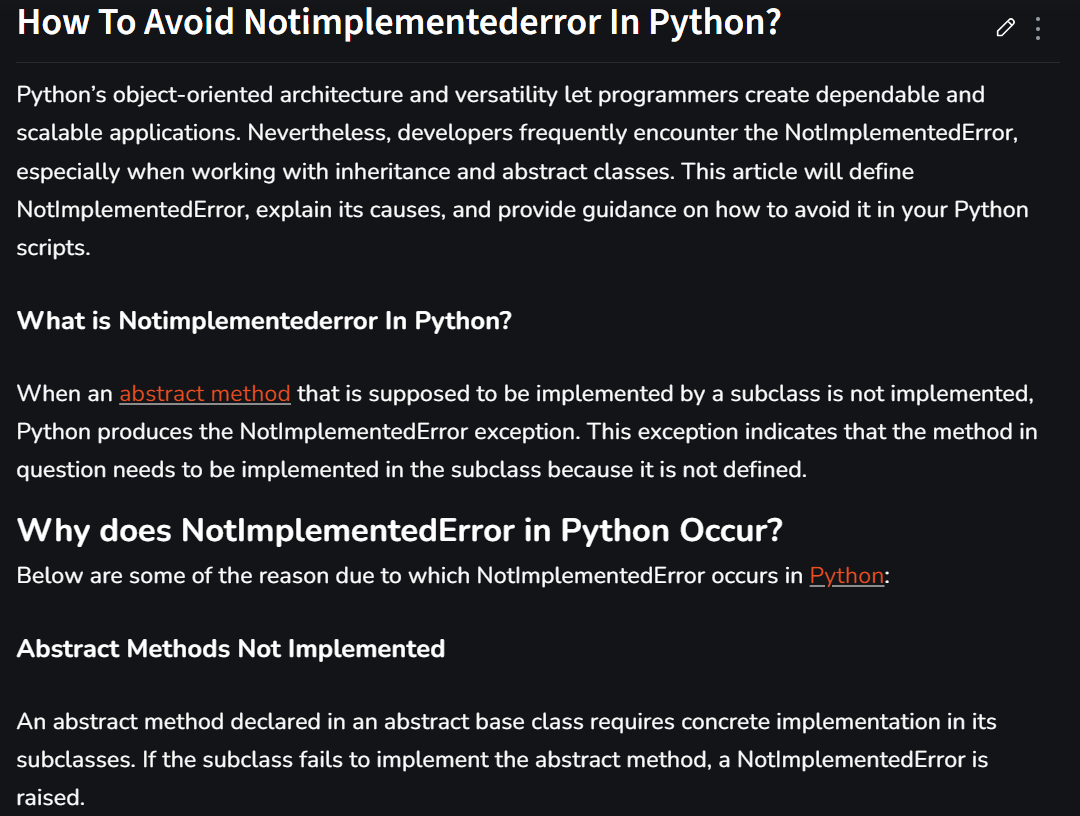 How To Avoid Notimplementederror In Python?
Python’s object-oriented architecture and versatility let programmers create dependable and
scalable applications. Nevertheless, developers frequently encounter the NotImplementedError,
especially when working with inheritance and abstract classes. This article will define
NotImplementedError, explain its causes, and provide guidance on how to avoid it in your Python
scripts.
What is Notimplementederror In Python?
When an abstract method that is supposed to be implemented by a subclass is not implemented,
Python produces the NotImplementedError exception. This exception indicates that the method in
question needs to be implemented in the subclass because it is not defined.
Why does NotImplementedError in Python Occur?
Below are some of the reason due to which NotImplementedError occurs in Python:
Abstract Methods Not Implemented
An abstract method declared in an abstract base class requires concrete implementation in its
subclasses. If the subclass fails to implement the abstract method, a NotImplementedError is
raised.